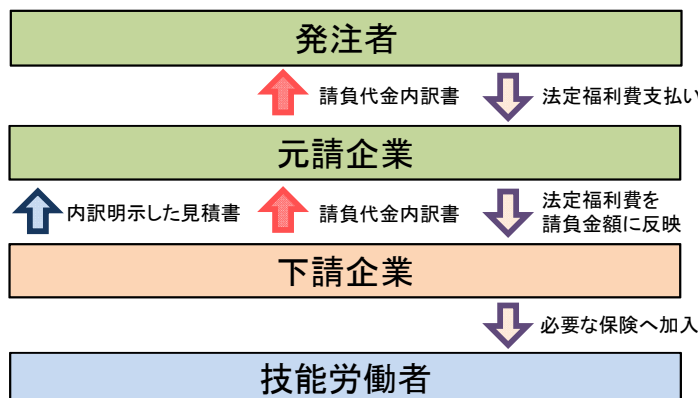 発注者
請負代金内訳書
法定福利費支払い
元請企業
内訳明示した見積書
請負代金内訳書
法定福利費を
請負金額に反映
下請企業
必要な保険へ加入
技能労働者